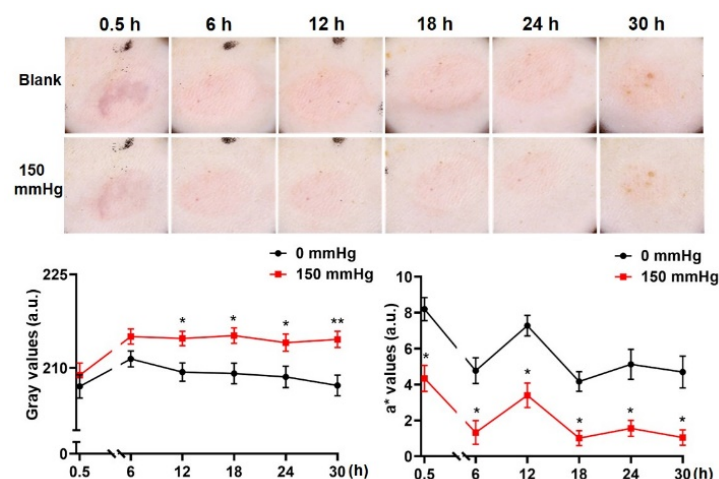 0.5 h 6 h 12 h 18 h 24 h 30 h
Blank
150
mmHg
0 mmHg
150 mmHg
225
210
0
Gray values (a.u.)
* * * **
0.5 6 12 18 24 30 (h)
0 mmHg
150 mmHg
10
8
6
4
2
0
a* values (a.u.)
* * * * * *
0.5 6 12 18 24 30 (h)